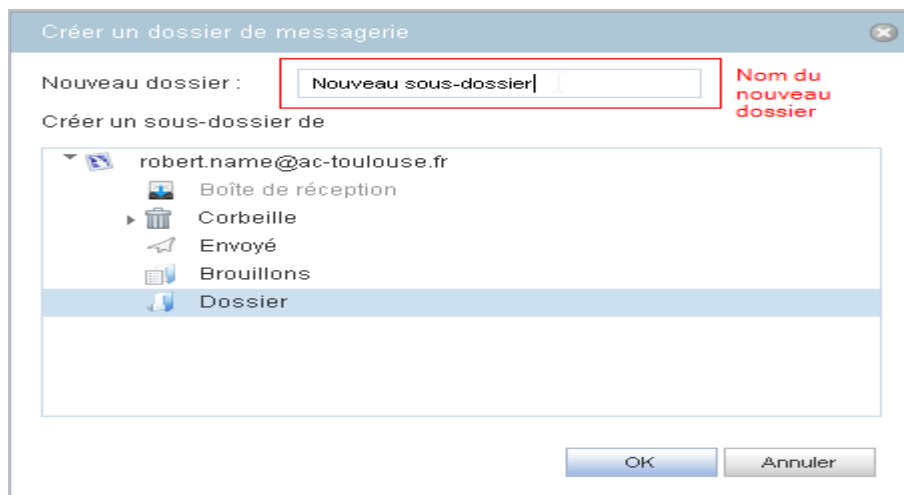 Créer un dossier de messagerie
Nouveau dossier :
Nouveau sous-dossier
Nom du
nouveau
dossier
Créer un sous-dossier de
robert.name@ac-toulouse.fr
Boîte de réception
Corbeille
Envoyé
Brouillons
Dossier
OK
Annuler